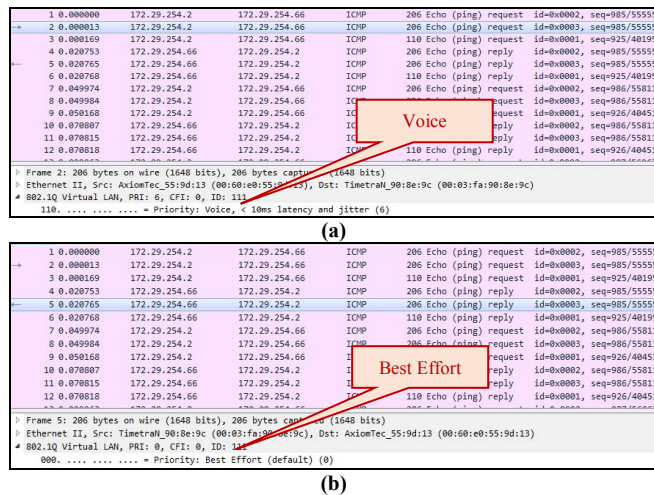 1 0.000000 172.29.254.2 172.29.254.66 ICMP 206 Echo (ping) request id=0x0002, seq=985/55555
2 0.000013 172.29.254.2 172.29.254.66 ICMP 206 Echo (ping) request id=0x0003, seq=985/55555
3 0.000169 172.29.254.2 172.29.254.66 ICMP 110 Echo (ping) request id=0x0001, seq=925/40195
4 0.020753 172.29.254.66 172.29.254.2 ICMP 206 Echo (ping) reply id=0x0002, seq=985/55555
5 0.020765 172.29.254.66 172.29.254.2 ICMP 206 Echo (ping) reply id=0x0003, seq=985/55555
6 0.020768 172.29.254.66 172.29.254.2 ICMP 110 Echo (ping) reply id=0x0001, seq=925/40195
7 0.049974 172.29.254.2 172.29.254.66 ICMP 206 Echo (ping) request id=0x0002, seq=986/55811
8 0.049984 172.29.254.2 172.29.254.66 request id=0x0003, seq=986/55811
9 0.050168 172.29.254.2 172.29.254.66 request id=0x0001, seq=926/40451
10 0.070807 172.29.254.66 172.29.254.2 reply id=0x0002, seq=986/55811
11 0.070815 172.29.254.66 172.29.254.2 reply id=0x0003, seq=986/55811
12 0.070818 172.29.254.66 172.29.254.2 110 Echo (ping) reply id=0x0001, seq=926/40451
Voice
Frame 2: 206 bytes on wire (1648 bits), 206 bytes (1648 bits)
Ethernet II, Src: AxiomTec_55:9d:13 (00:60:e0:55:9d:13), Dst: TimetraN_90:8e:9c (00:03:fa:90:8e:9c)
802.1Q Virtual LAN, PRI: 6, CFI: 0, ID: 111
110. .... .... .... = Priority: Voice, < 10ms latency and jitter (6)
(a)
1 0.000000 172.29.254.2 172.29.254.66 ICMP 206 Echo (ping) request id=0x0002, seq=985/55555
2 0.000013 172.29.254.2 172.29.254.66 ICMP 206 Echo (ping) request id=0x0003, seq=985/55555
3 0.000169 172.29.254.2 172.29.254.66 ICMP 110 Echo (ping) request id=0x0001, seq=925/40195
4 0.020753 172.29.254.66 172.29.254.2 ICMP 206 Echo (ping) reply id=0x0002, seq=985/55555
5 0.020765 172.29.254.66 172.29.254.2 ICMP 206 Echo (ping) reply id=0x0003, seq=985/55555
6 0.020768 172.29.254.66 172.29.254.2 ICMP 110 Echo (ping) reply id=0x0001, seq=925/40195
7 0.049974 172.29.254.2 172.29.254.66 ICMP 206 Echo (ping) request id=0x0002, seq=986/55811
8 0.049984 172.29.254.2 172.29.254.66 request id=0x0003, seq=986/55811
9 0.050168 172.29.254.2 172.29.254.66 request id=0x0001, seq=926/40451
10 0.070807 172.29.254.66 172.29.254.2 reply id=0x0002, seq=986/55811
11 0.070815 172.29.254.66 172.29.254.2 reply id=0x0003, seq=986/55811
12 0.070818 172.29.254.66 172.29.254.2 110 Echo (ping) reply id=0x0001, seq=926/40451
Best Effort
Frame 5: 206 bytes on wire (1648 bits), 206 bytes (1648 bits)
Ethernet II, Src: TimetraN_90:8e:9c (00:03:fa:90:8e:9c), Dst: AxiomTec_55:9d:13 (00:60:e0:55:9d:13)
802.1Q Virtual LAN, PRI: 0, CFI: 0, ID: 111
000. .... .... .... = Priority: Best Effort (default) (0)
(b)